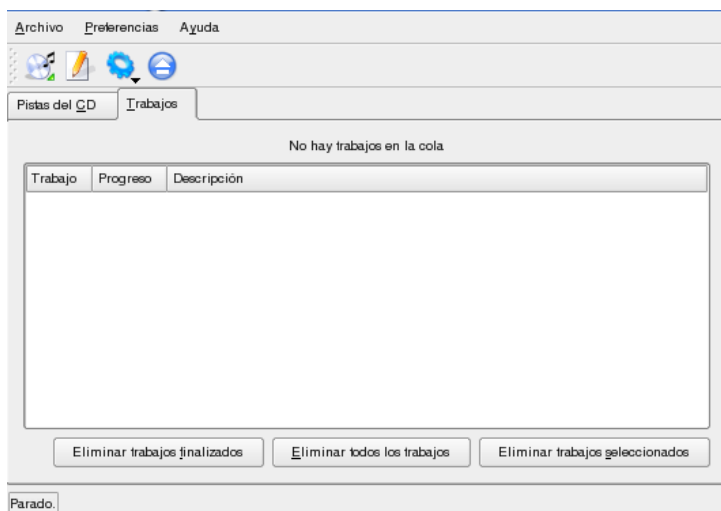 Archivo Preferencias Ayuda
Pistas del CD Trabajos
No hay trabajos en la cola
Trabajo Progreso Descripción
Eliminar trabajos finalizados Eliminar todos los trabajos Eliminar trabajos seleccionados
Parado.